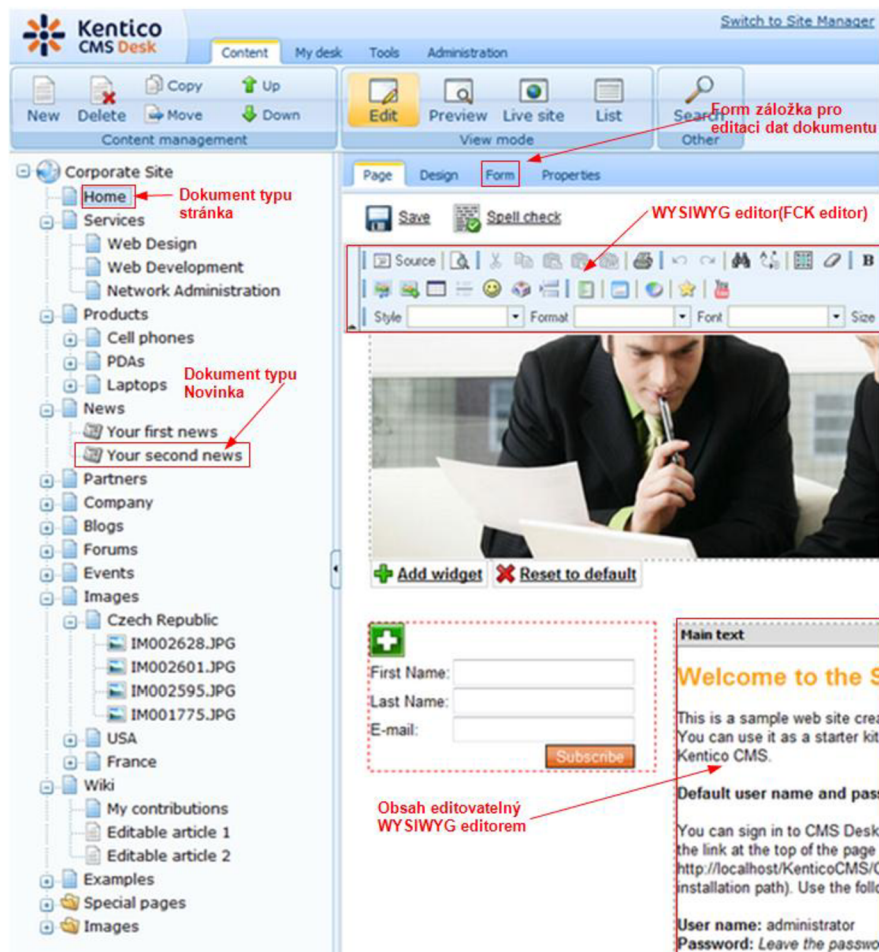 Kentico
CMS Desk
Switch to Site Manager
Content My desk Tools Administration
New Delete Copy Move Up Down
Content management
Edit Preview Live site List
View mode
Search
Other
Form záložka pro
editaci dat dokumentu
Corporate Site
Home
Services
Web Design
Web Development
Network Administration
Products
Cell phones
PDAs
Laptops
News
Your first news
Your second news
Partners
Company
Blogs
Forums
Events
Images
Czech Republic
IM002628.JPG
IM002601.JPG
IM002595.JPG
IM001775.JPG
USA
France
Wiki
My contributions
Editable article 1
Editable article 2
Examples
Special pages
Images
Dokument typu
stránka
Dokument typu
Novinka
Page Design Form Properties
Save Spell check
WYSIWYG editor(FCK editor)
Source B
Style Format Font Size
Add widget Reset to default
First Name:
Last Name:
E-mail:
Subscribe
Obsah editovatelný
WYSIWYG editorem
Main text
Welcome to the S
This is a sample web site crea
You can use it as a starter kit
Kentico CMS.
Default user name and pass
You can sign in to CMS Desk
the link at the top of the page
http://localhost/KenticoCMS/C
installation path). Use the follo
User name: administrator
Password: Leave the passwo